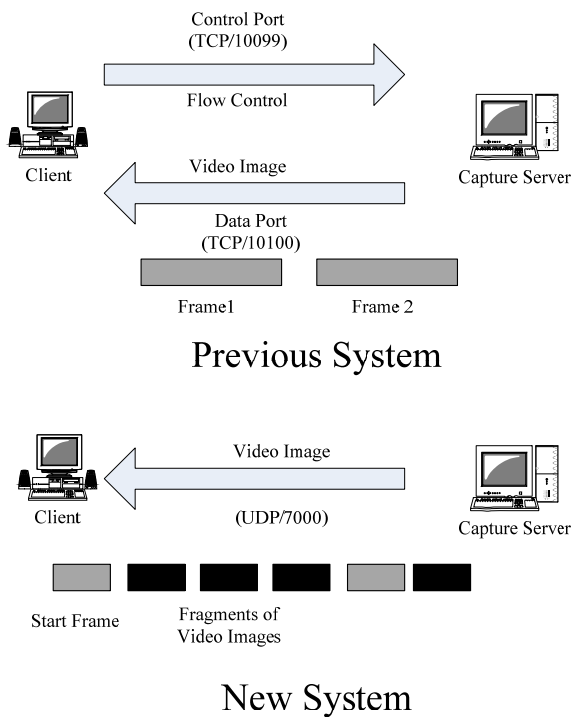 Control Port
(TCP/10099)
Flow Control
Client
Capture Server
Video Image
Data Port
(TCP/10100)
Frame1
Frame 2
Previous System
Video Image
Client
(UDP/7000)
Capture Server
Start Frame
Fragments of
Video Images
New System